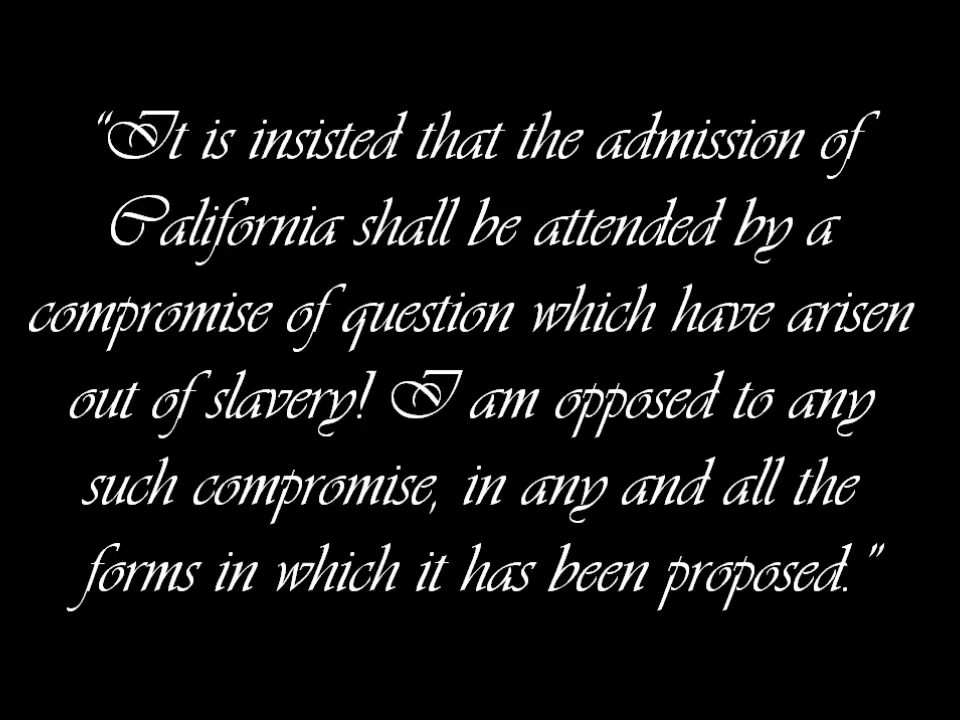 “It is insisted that the admission of
California shall be attended by a
compromise of question which have arisen
out of slavery! I am opposed to any
such compromise, in any and all the
forms in which it has been proposed.”